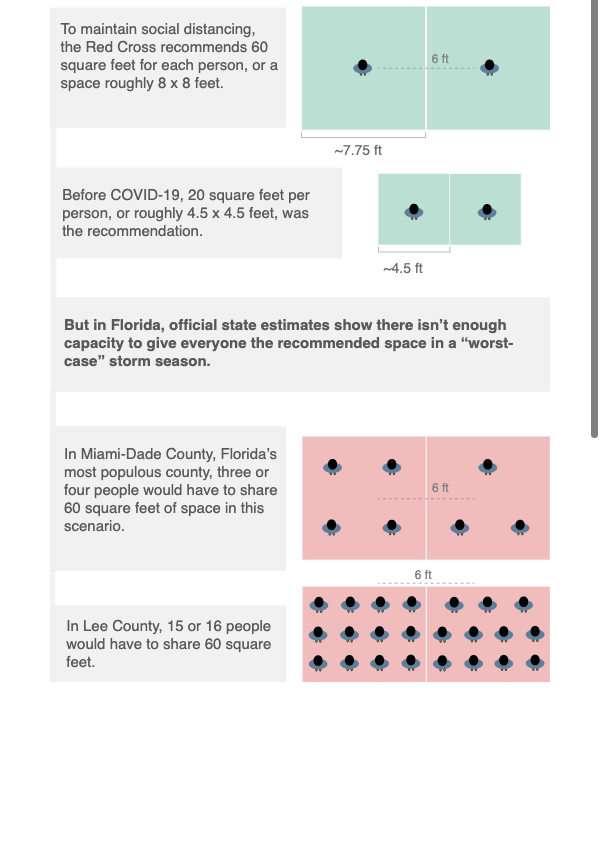 To maintain social distancing,
the Red Cross recommends 60
square feet for each person, or a
space roughly 8 x 8 feet.
6 ft
~7.75 ft
Before COVID-19, 20 square feet per
person, or roughly 4.5 x 4.5 feet, was
the recommendation.
~4.5 ft
But in Florida, official state estimates show there isn’t enough
capacity to give everyone the recommended space in a “worst-
case” storm season.
In Miami-Dade County, Florida’s
most populous county, three or
four people would have to share
60 square feet of space in this
scenario.
6 ft
6 ft
In Lee County, 15 or 16 people
would have to share 60 square
feet.